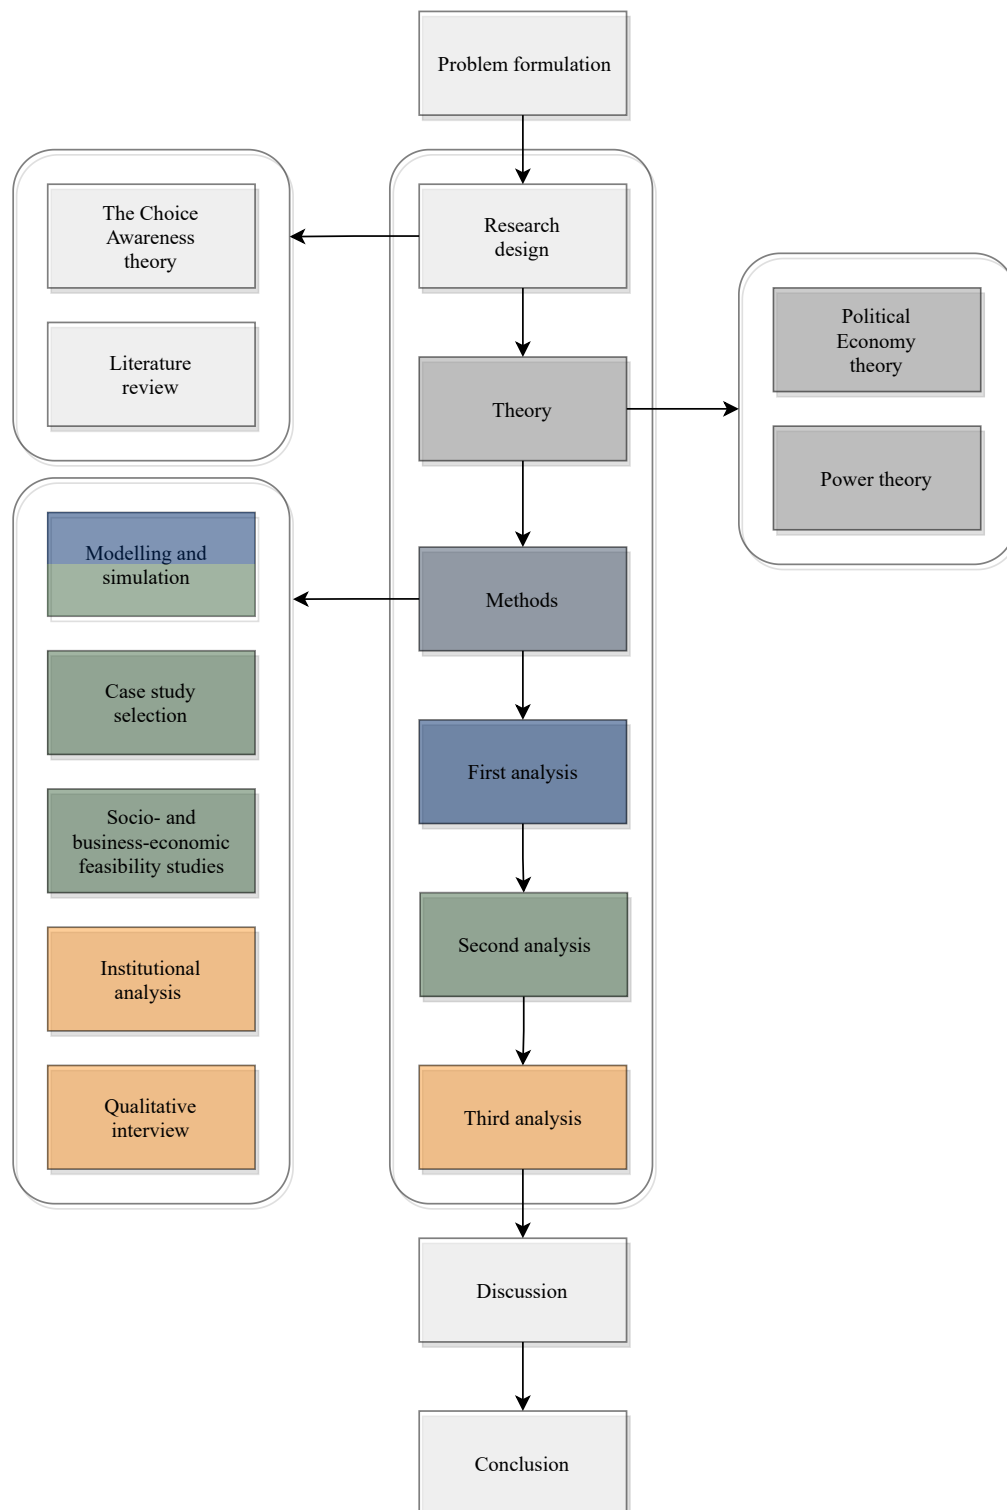 Problem formulation
The Choice
Awareness
theory
Literature
review
Research
design
Theory
Political
Economy
theory
Power theory
Methods
Modelling and
simulation
Case study
selection
Socio- and
business-economic
feasibility studies
Institutional
analysis
Qualitative
interview
First analysis
Second analysis
Third analysis
Discussion
Conclusion